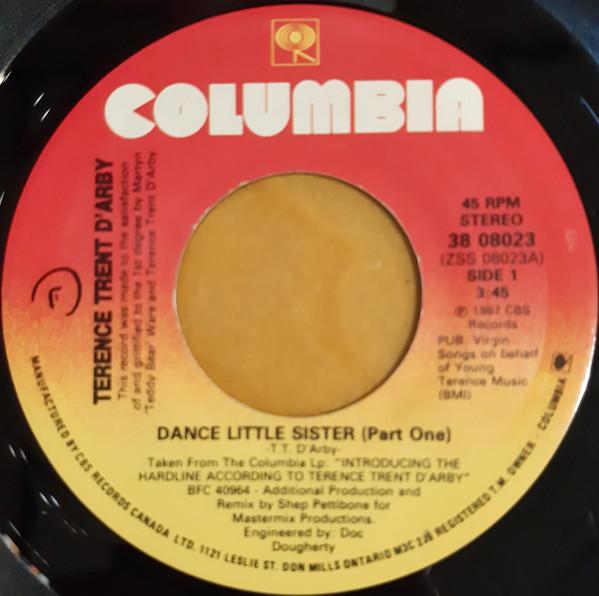 COLUMBIA
TERENCE TRENT D'ARBY
This record was made to the satisfaction
of and gritified to the 1st degree by Martyn
'Teddy Bear' Ware and Terence Trent D'Arby
45 RPM
STEREO
38 08023
(ZSS 08023A)
SIDE 1
3:45
℗ 1987 CBS
Records
PUB. Virgin
Songs on behalf
of Young
Terence Music
(BMI)
DANCE LITTLE SISTER (Part One)
-T.T. D'Arby-
Taken From The Columbia Lp: "INTRODUCING THE
HARDLINE ACCORDING TO TERENCE TRENT D'ARBY"
BFC 40964 - Additional Production and
Remix by Shep Pettibone for
Mastermix Productions.
Engineered by: Doc
Dougherty
MANUFACTURED BY CBS RECORDS CANADA LTD. 1121 LESLIE ST. DON MILLS ONTARIO M3C 2J9 REGISTERED T.M. OWNER - COLUMBIA